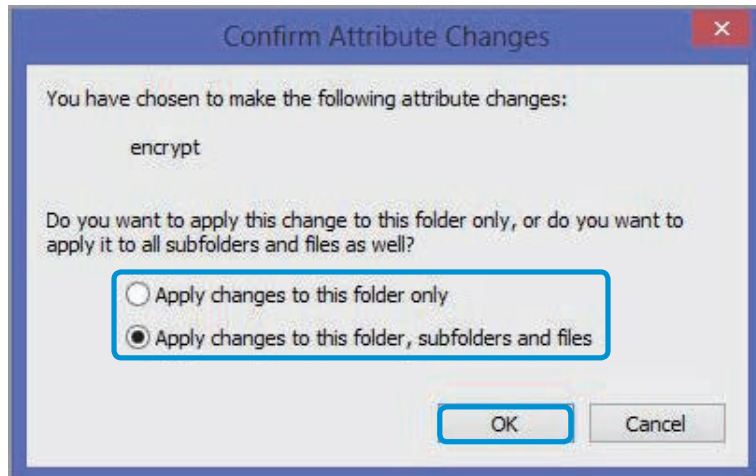 Confirm Attribute Changes
You have chosen to make the following attribute changes:
encrypt
Do you want to apply this change to this folder only, or do you want to
apply it to all subfolders and files as well?
Apply changes to this folder only
Apply changes to this folder, subfolders and files
OK Cancel